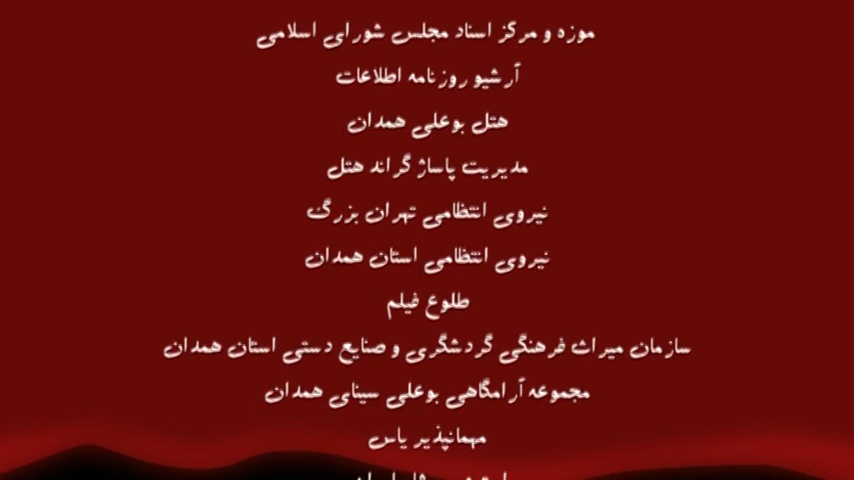 موزه و مرکز اسناد مجلس شورای اسلامی
آرشیو روزنامه اطلاعات
هتل بوعلی همدان
مدیریت پاساژ گراند هتل
نیروی انتظامی تهران بزرگ
نیروی انتظامی استان همدان
طلوع فیلم
سازمان میراث فرهنگی گردشگری و صنایع دستی استان همدان
مجموعه آرامگاهی بوعلی سینای همدان
مهمانپذیر یاس